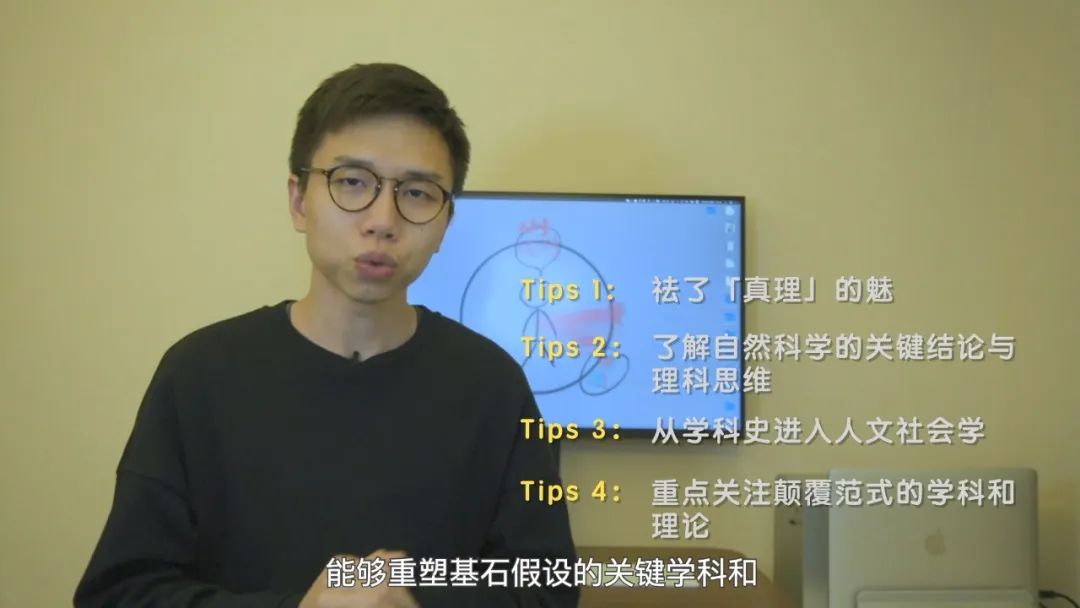 Tips 1： 祛了「真理」的魅
Tips 2： 了解自然科学的关键结论与
理科思维
Tips 3： 从学科史进入人文社会学
Tips 4： 重点关注颠覆范式的学科和
理论
能够重塑基石假设的关键学科和